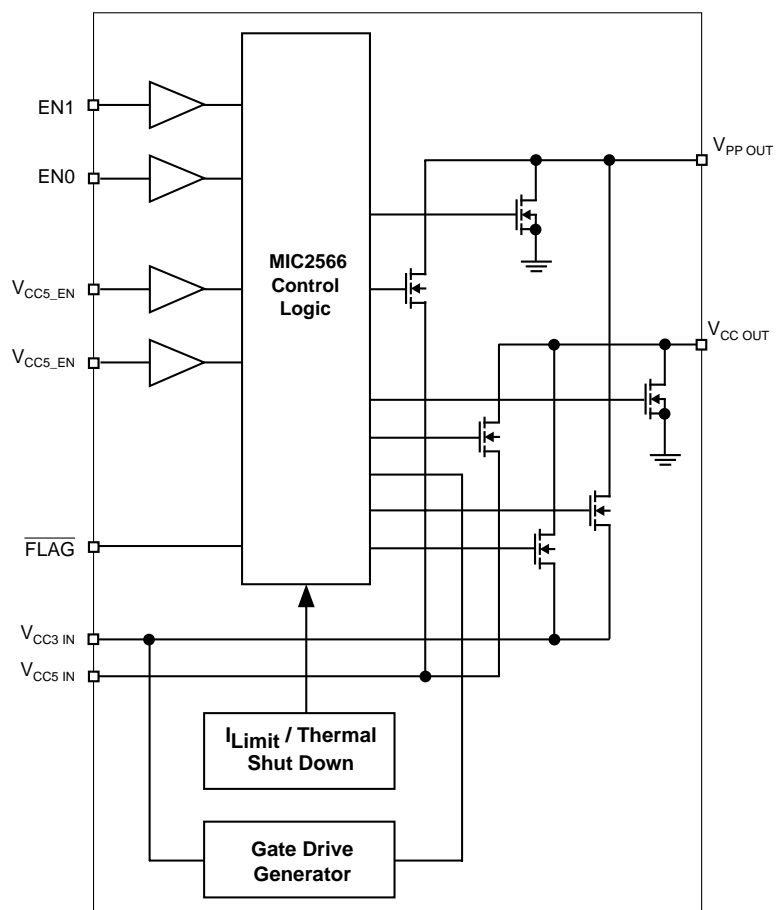 EN1
EN0
VCC5_EN
VCC5_EN
FLAG
VCC3 IN
VCC5 IN
MIC2566
Control
Logic
VPP OUT
VCC OUT
ILimit / Thermal
Shut Down
Gate Drive
Generator